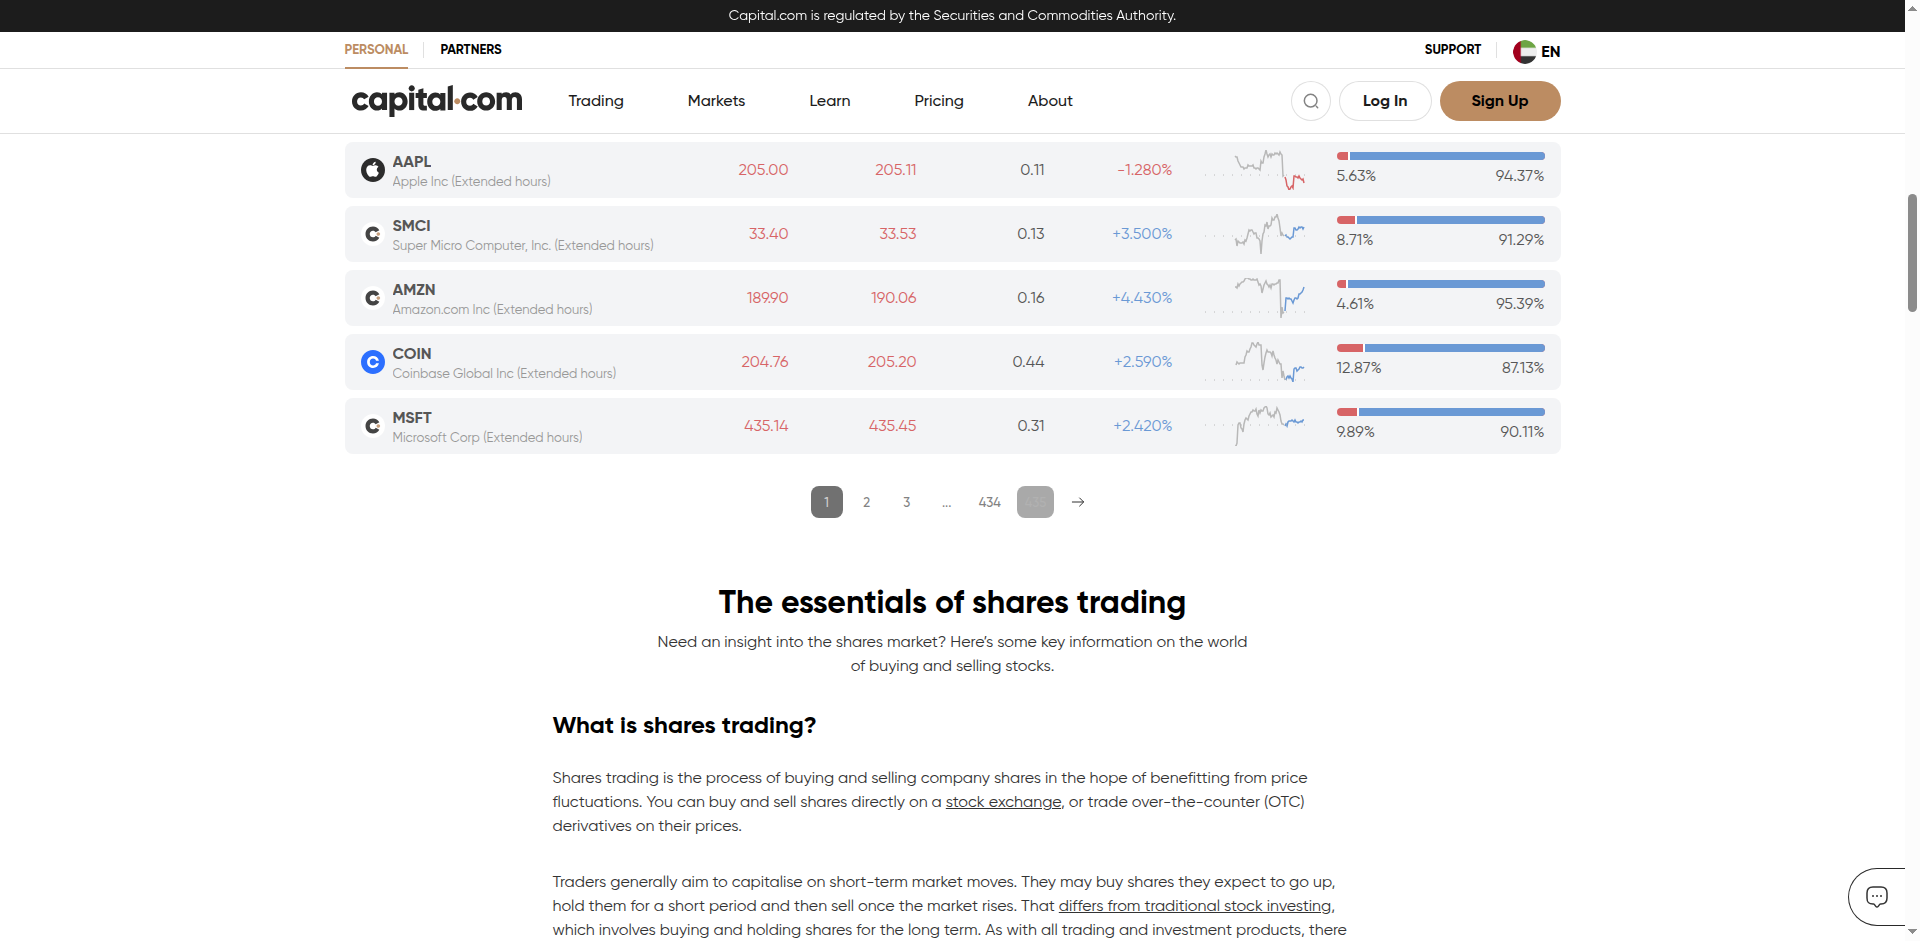 Capital.com is regulated by the Securities and Commodities Authority.
PERSONAL PARTNERS SUPPORT EN
capital.com Trading Markets Learn Pricing About Log In Sign Up
AAPL
Apple Inc (Extended hours)
205.00 205.11 0.11 -1.280% 5.63% 94.37%
SMCI
Super Micro Computer, Inc. (Extended hours)
33.40 33.53 0.13 +3.500% 8.71% 91.29%
AMZN
Amazon.com Inc (Extended hours)
189.90 190.06 0.16 +4.430% 4.61% 95.39%
COIN
Coinbase Global Inc (Extended hours)
204.76 205.20 0.44 +2.590% 12.87% 87.13%
MSFT
Microsoft Corp (Extended hours)
435.14 435.45 0.31 +2.420% 9.89% 90.11%
1 2 3 ... 434
The essentials of shares trading
Need an insight into the shares market? Here’s some key information on the world
of buying and selling stocks.
What is shares trading?
Shares trading is the process of buying and selling company shares in the hope of benefitting from price
fluctuations. You can buy and sell shares directly on a stock exchange, or trade over-the-counter (OTC)
derivatives on their prices.
Traders generally aim to capitalise on short-term market moves. They may buy shares they expect to go up,
hold them for a short period and then sell once the market rises. That differs from traditional stock investing,
which involves buying and holding shares for the long term. As with all trading and investment products, there